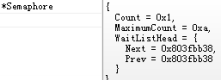 *Semaphore
{
Count = 0x1,
MaximumCount = 0xa,
WaitListHead = {
Next = 0x803fbb38,
Prev = 0x803fbb38
}
}